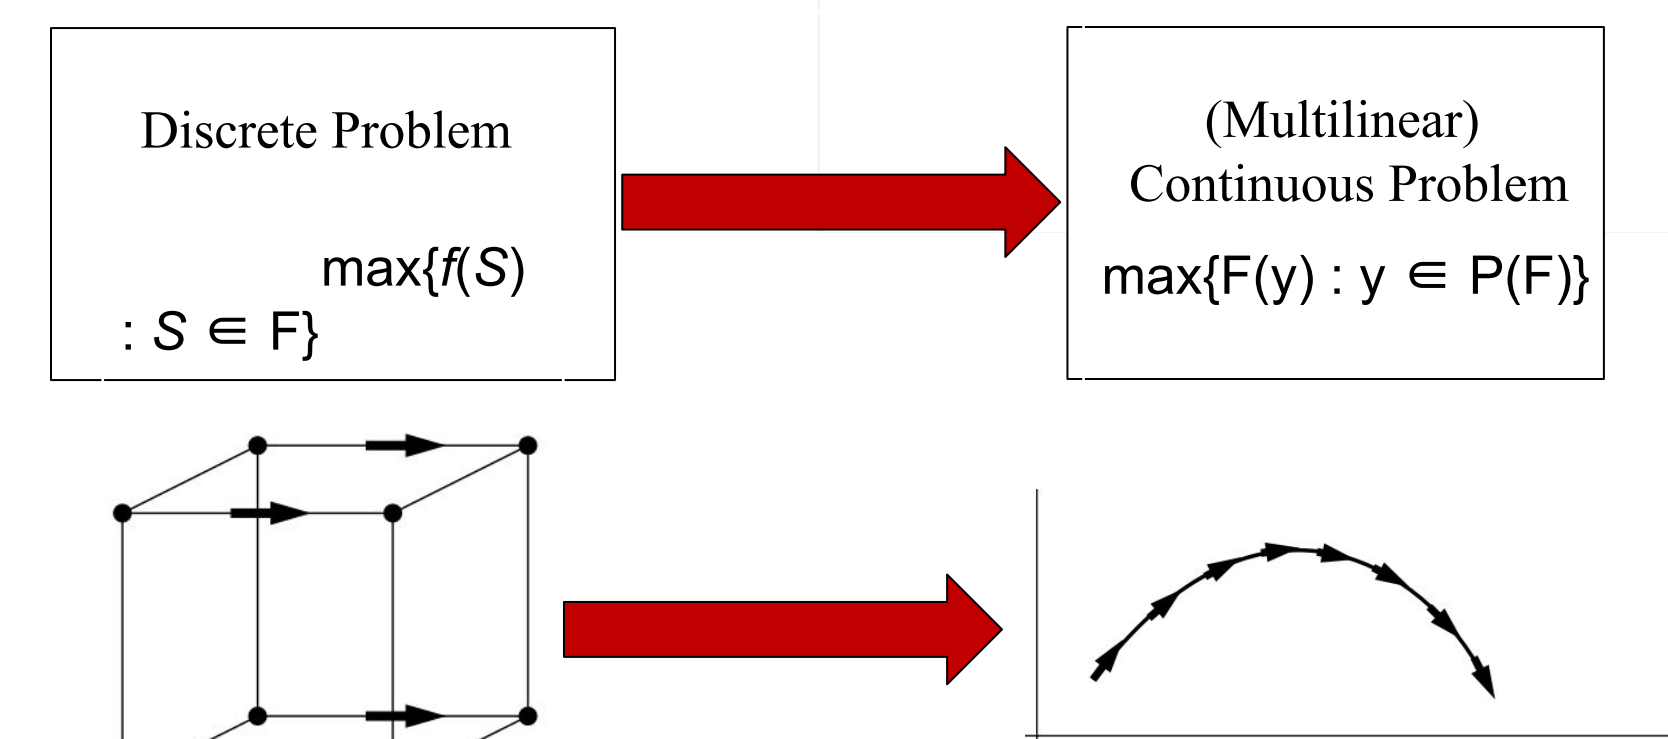 Discrete Problem
max{f(S)
: S ∈ F}
(Multilinear)
Continuous Problem
max{F(y) : y ∈ P(F)}